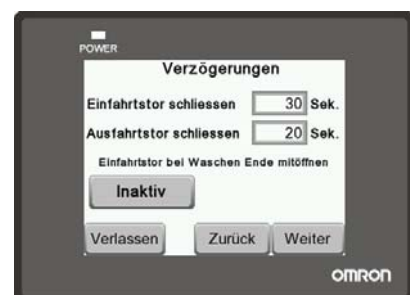 POWER
Verzögerungen
Einfahrtstor schliessen 30 Sek.
Ausfahrtstor schliessen 20 Sek.
Einfahrtstor bei Waschen Ende mitöffnen
Inaktiv
Verlassen Zurück Weiter
OMRON